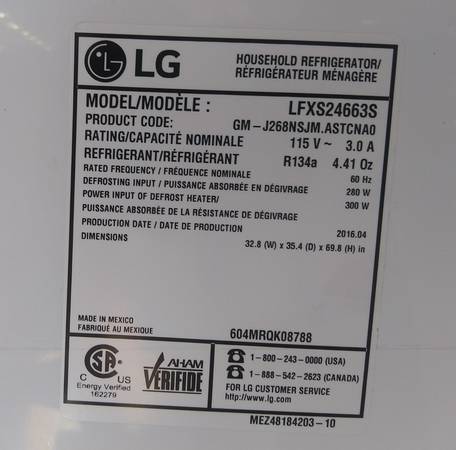 LG
HOUSEHOLD REFRIGERATOR/
RÉFRIGÉRATEUR MÉNAGÈRE
MODEL/MODÈLE : LFXS24663S
PRODUCT CODE: GM-J268NSJM.ASTCNA0
RATING/CAPACITÉ NOMINALE 115 V ~ 3.0 A
REFRIGERANT/RÉFRIGÉRANT R134a 4.41 Oz
RATED FREQUENCY / FRÉQUENCE NOMINALE 60 Hz
DEFROSTING INPUT / PUISSANCE ABSORBÉE EN DÉGIVRAGE 280 W
POWER INPUT OF DEFROST HEATER/ 300 W
PUISSANCE ABSORBÉE DE LA RÉSISTANCE DE DÉGIVRAGE
PRODUCTION DATE / DATE DE PRODUCTION 2016.04
DIMENSIONS 32.8 (W) x 35.4 (D) x 69.8 (H) in
MADE IN MEXICO
FABRIQUÉ AU MEXIQUE 604MRQK08788
SA
C US
Energy Verified
162279
AHAM
VERIFIDE
1-800-243-0000 (USA)
1-888-542-2623 (CANADA)
FOR LG CUSTOMER SERVICE
http://www.lg.com
MEZ48184203-10